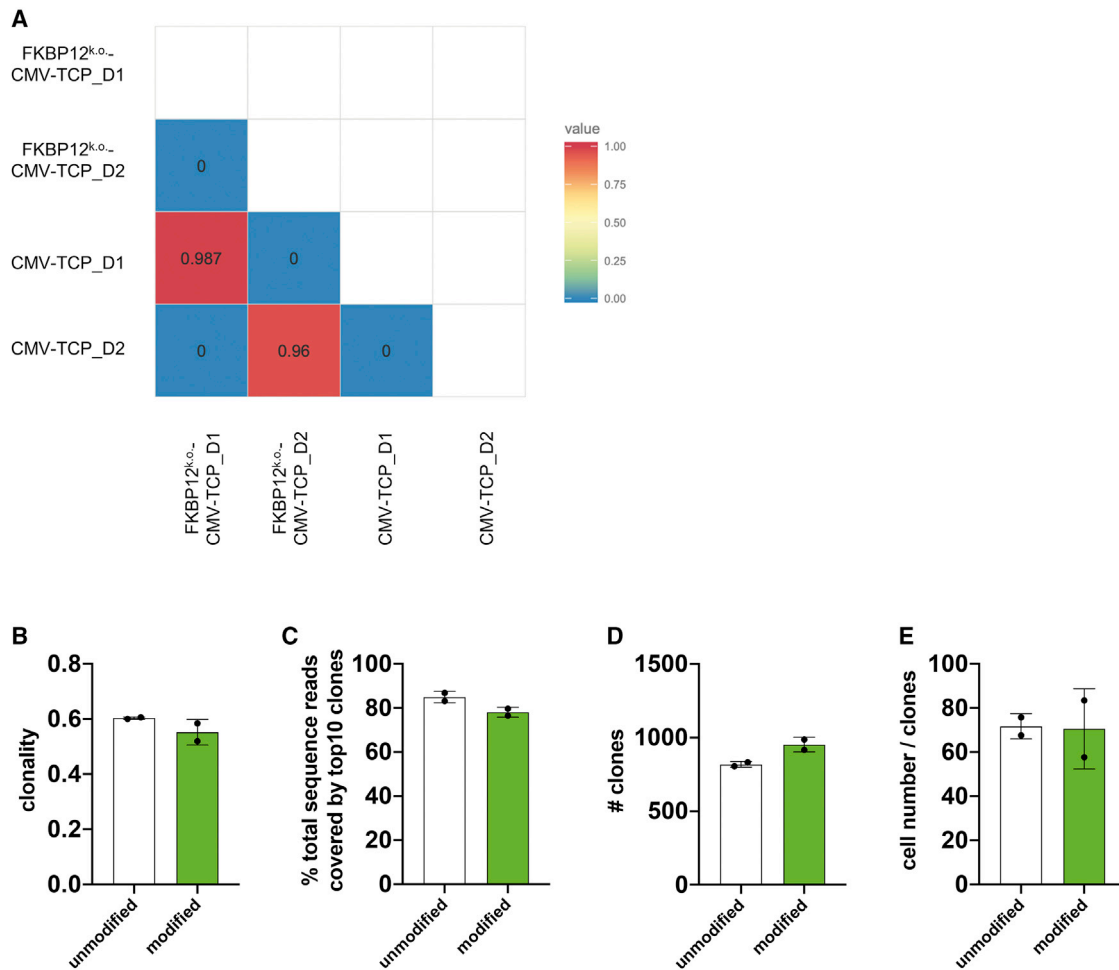 A
FKBP12k.o.-
CMV-TCP_D1
FKBP12k.o.-
CMV-TCP_D2
CMV-TCP_D1
CMV-TCP_D2
0
0.987
0
0
0.96
0
value
1.00
0.75
0.50
0.25
0.00
FKBP12k.o.-
CMV-TCP_D1
FKBP12k.o.-
CMV-TCP_D2
CMV-TCP_D1
CMV-TCP_D2
B
clonality
0.8
0.6
0.4
0.2
0.0
unmodified
modified
C
% total sequence reads
covered by top10 clones
100
80
60
40
20
0
unmodified
modified
D
# clones
1500
1000
500
0
unmodified
modified
E
cell number / clones
100
80
60
40
20
0
unmodified
modified